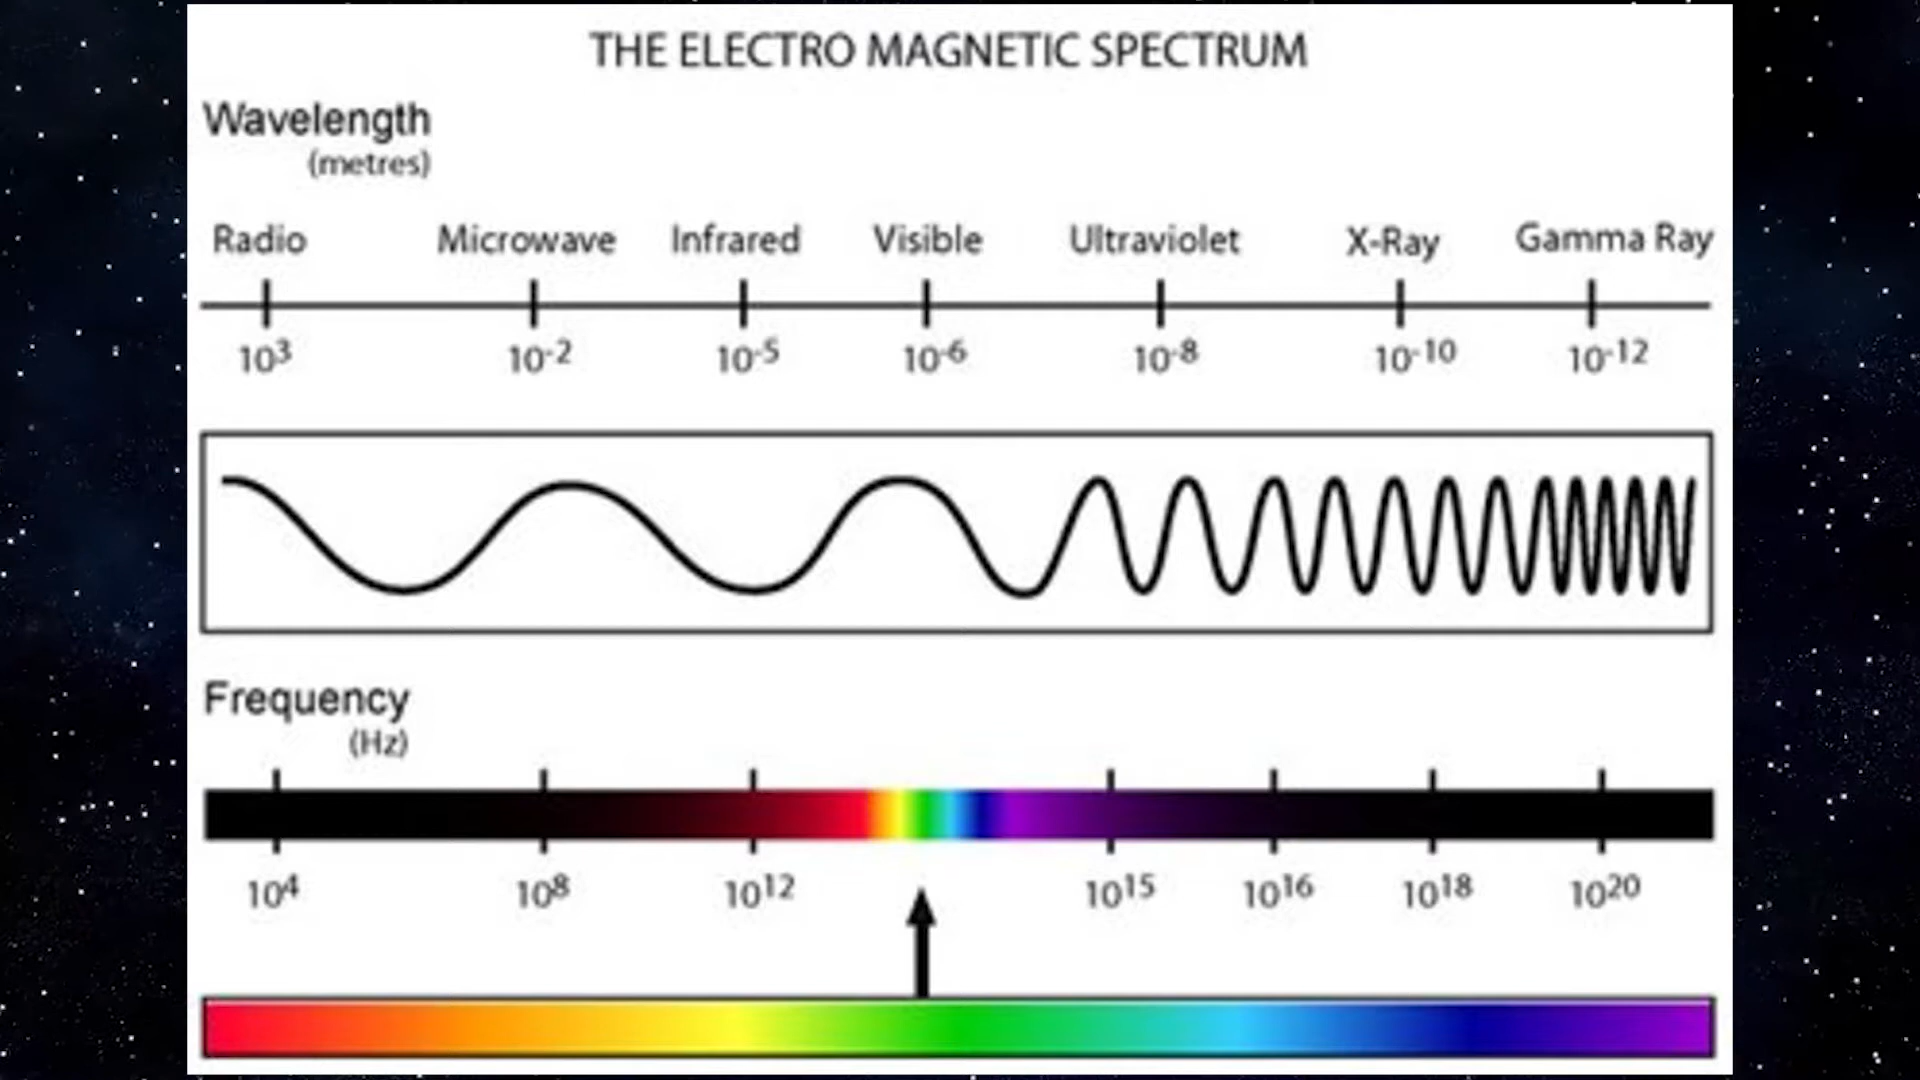 THE ELECTRO MAGNETIC SPECTRUM
Wavelength
(metres)
Radio Microwave Infrared Visible Ultraviolet X-Ray Gamma Ray
10³ 10⁻² 10⁻⁵ 10⁻⁶ 10⁻⁸ 10⁻¹⁰ 10⁻¹²
Frequency
(Hz)
10⁴ 10⁸ 10¹² 10¹⁵ 10¹⁶ 10¹⁸ 10²⁰